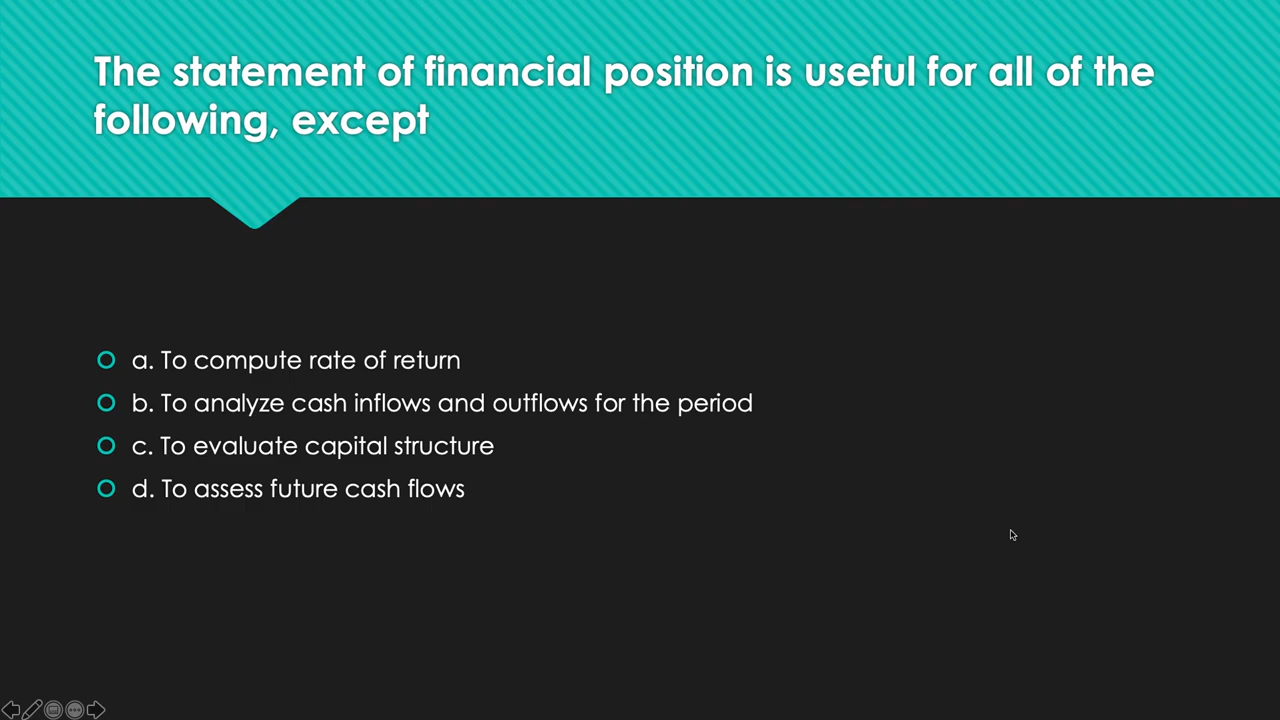 The statement of financial position is useful for all of the
following, except
a. To compute rate of return
b. To analyze cash inflows and outflows for the period
c. To evaluate capital structure
d. To assess future cash flows